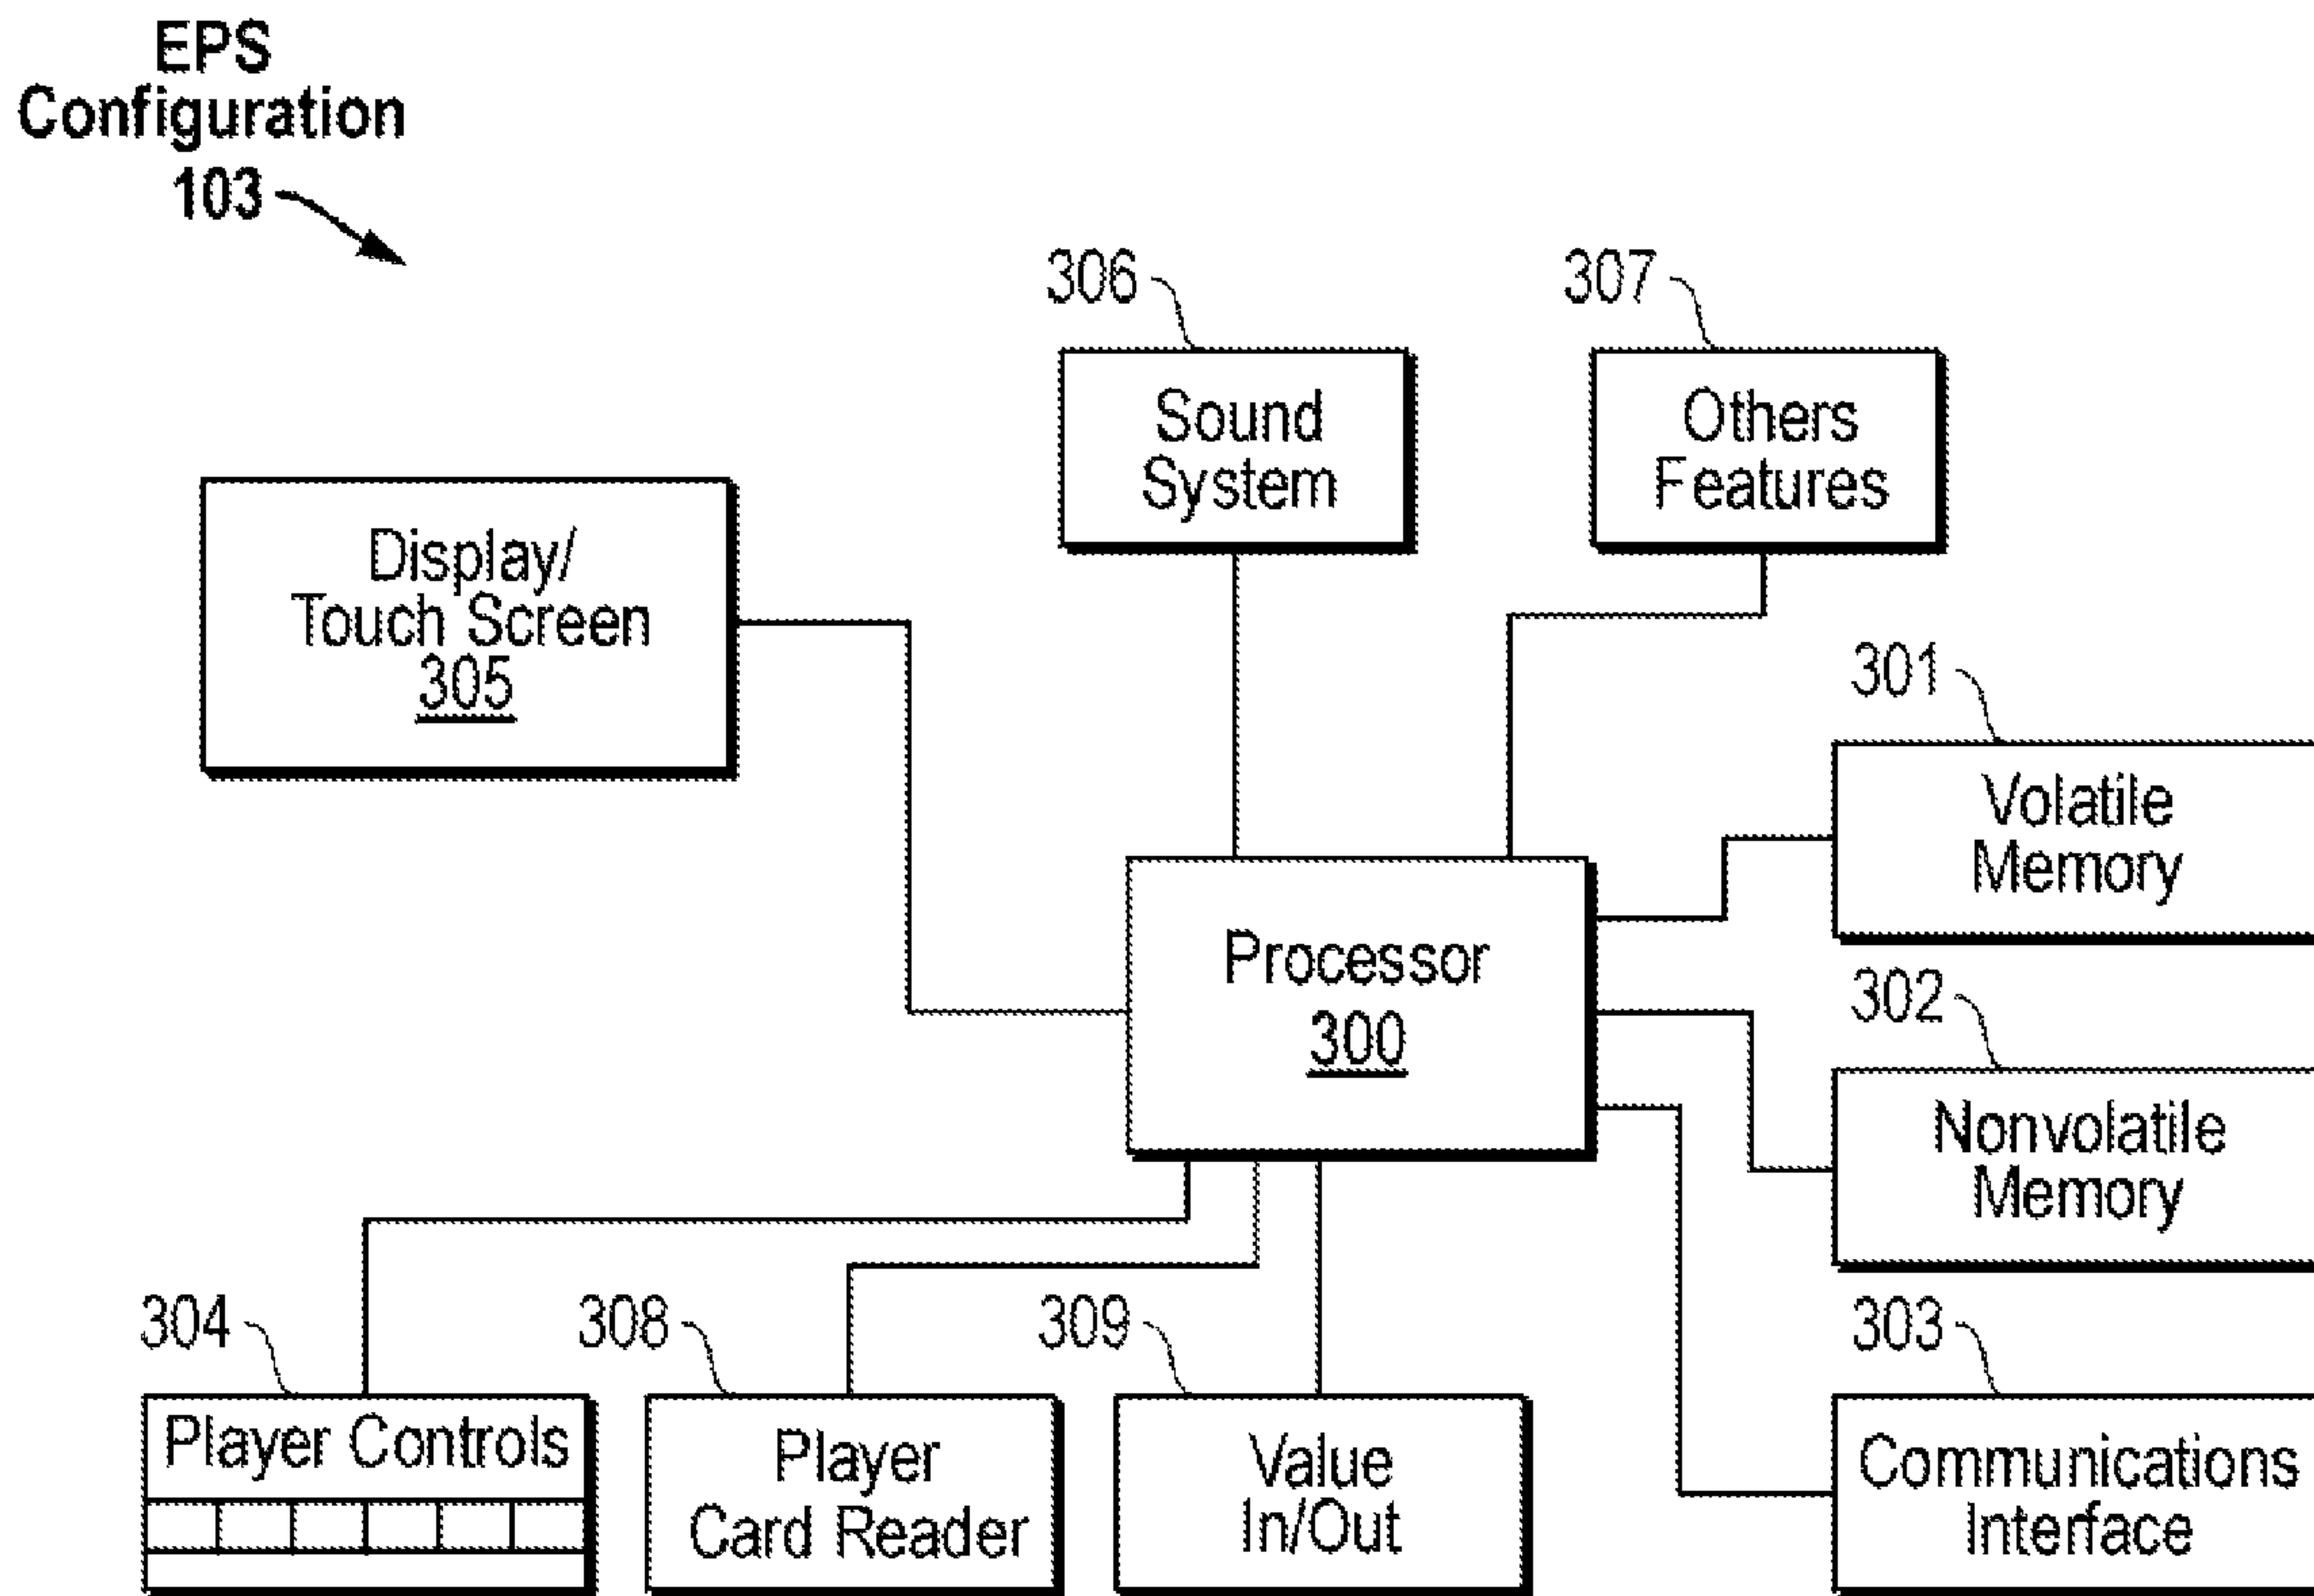 EPS
Configuration
103
306
307
Sound
System
Others
Features
Display/
Touch Screen
305
301
Volatile
Memory
Processor
300
302
Nonvolatile
Memory
304
308
309
303
Player Controls
Player
Card Reader
Value
In/Out
Communications
Interface